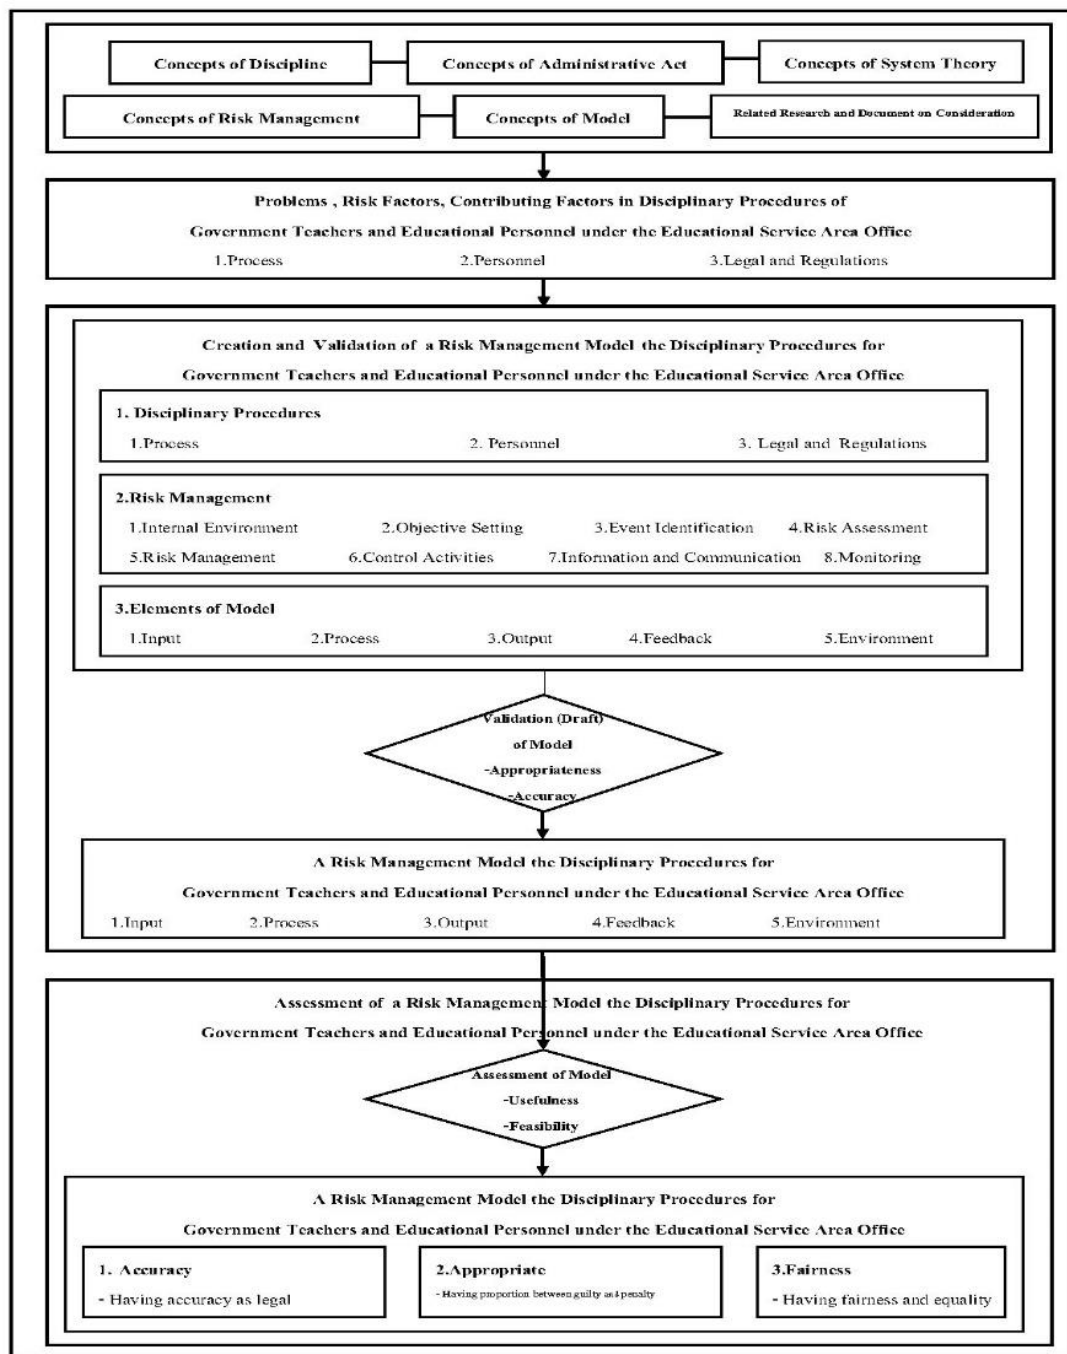 Concepts of Discipline
Concepts of Administrative Act
Concepts of System Theory
Concepts of Risk Management
Concepts of Model
Related Research and Document on Consideration
Problems , Risk Factors, Contributing Factors in Disciplinary Procedures of
Government Teachers and Educational Personnel under the Educational Service Area Office
1.Process 2.Personnel 3.Legal and Regulations
Creation and Validation of a Risk Management Model the Disciplinary Procedures for
Government Teachers and Educational Personnel under the Educational Service Area Office
1. Disciplinary Procedures
1.Process 2. Personnel 3. Legal and Regulations
2.Risk Management
1.Internal Environment 2.Objective Setting 3.Event Identification 4.Risk Assessment
5.Risk Management 6.Control Activities 7.Information and Communication 8.Monitoring
3.Elements of Model
1.Input 2.Process 3.Output 4.Feedback 5.Environment
Validation (Draft)
of Model
-Appropriateness
-Accuracy
A Risk Management Model the Disciplinary Procedures for
Government Teachers and Educational Personnel under the Educational Service Area Office
1.Input 2.Process 3.Output 4.Feedback 5.Environment
Assessment of a Risk Management Model the Disciplinary Procedures for
Government Teachers and Educational Personnel under the Educational Service Area Office
Assessment of Model
-Usefulness
-Feasibility
A Risk Management Model the Disciplinary Procedures for
Government Teachers and Educational Personnel under the Educational Service Area Office
1. Accuracy
- Having accuracy as legal
2.Appropriate
- Having proportion between guilty and penalty
3.Fairness
- Having fairness and equality